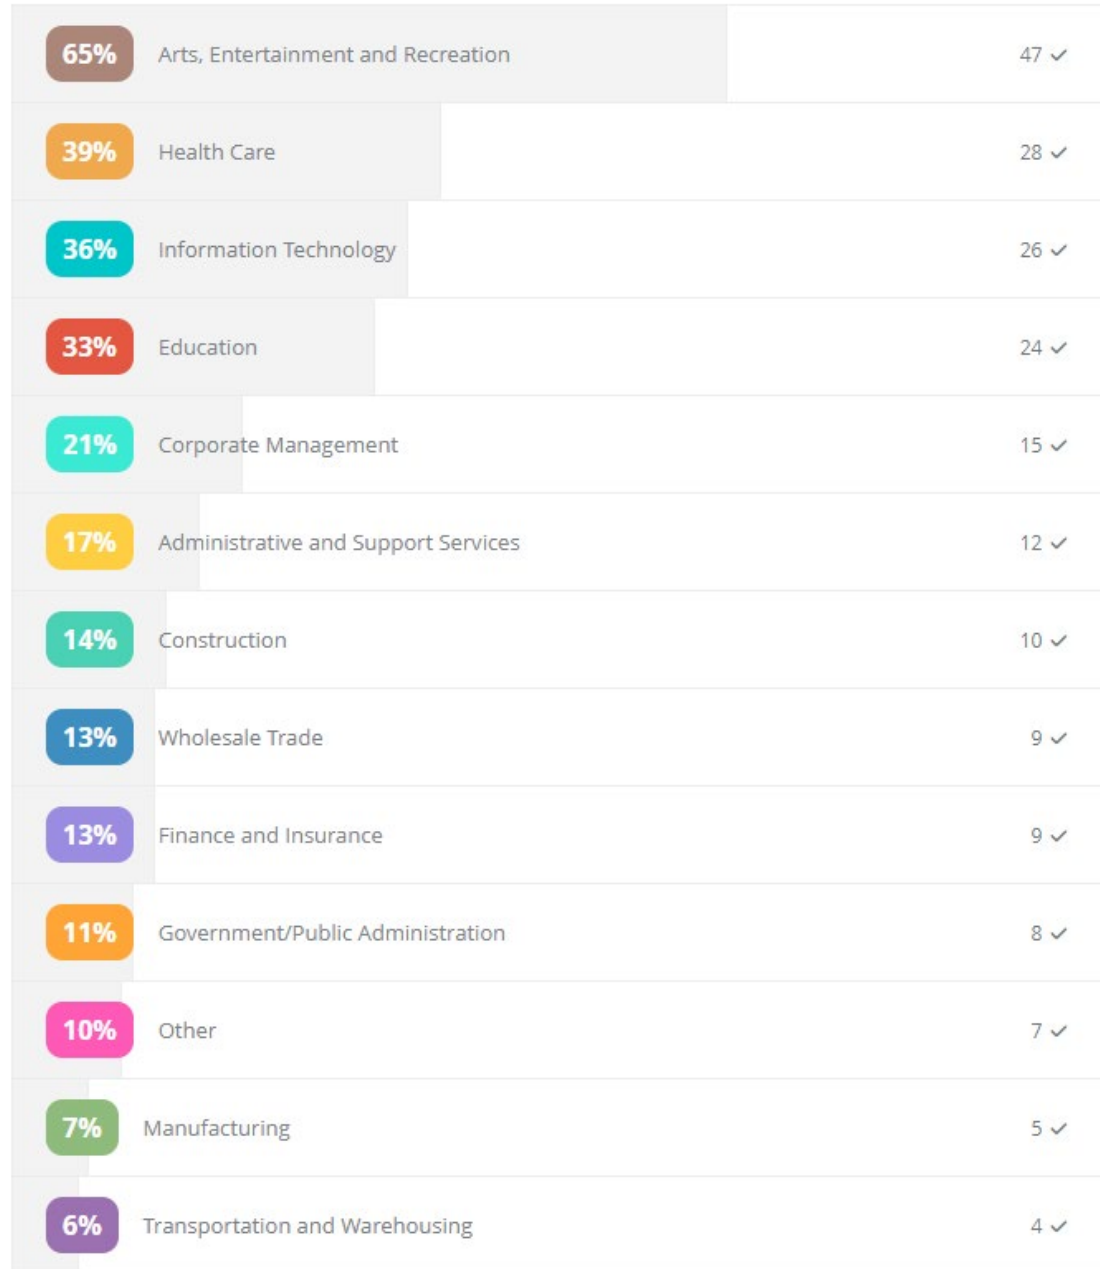 65% Arts, Entertainment and Recreation 47
39% Health Care 28
36% Information Technology 26
33% Education 24
21% Corporate Management 15
17% Administrative and Support Services 12
14% Construction 10
13% Wholesale Trade 9
13% Finance and Insurance 9
11% Government/Public Administration 8
10% Other 7
7% Manufacturing 5
6% Transportation and Warehousing 4